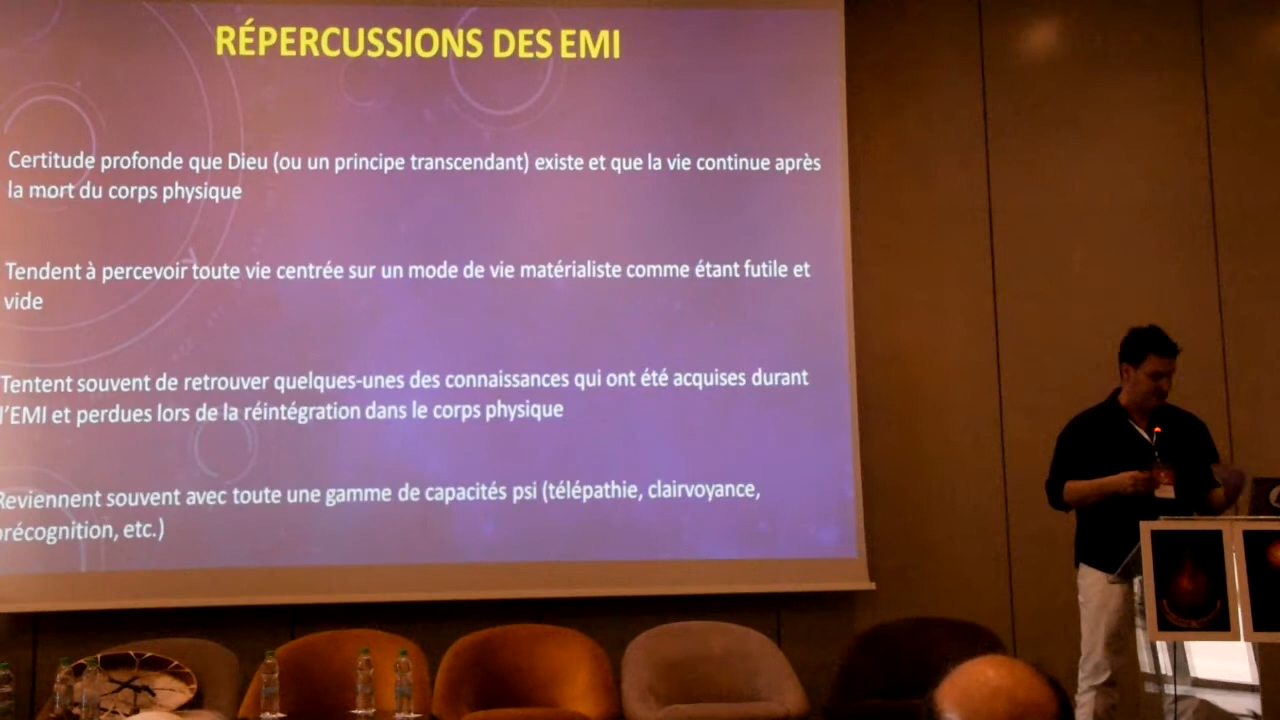 RÉPERCUSSIONS DES EMI
Certitude profonde que Dieu (ou un principe transcendant) existe et que la vie continue après
la mort du corps physique
Tendent à percevoir toute vie centrée sur un mode de vie matérialiste comme étant futile et
vide
Tentent souvent de retrouver quelques-unes des connaissances qui ont été acquises durant
l'EMI et perdues lors de la réintégration dans le corps physique
Reviennent souvent avec toute une gamme de capacités psi (télépathie, clairvoyance,
précognition, etc.)